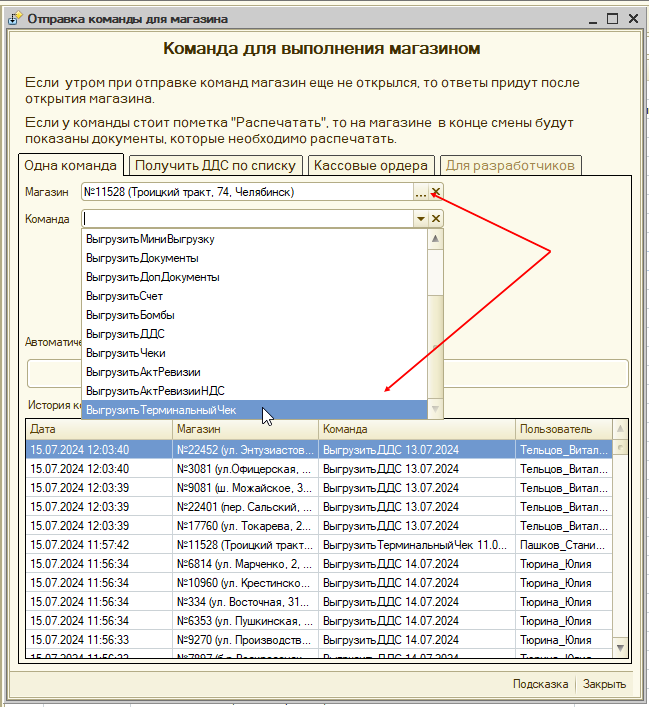 Отправка команды для магазина
Команда для выполнения магазином
Если утром при отправке команд магазин еще не открылся, то ответы придут после
открытия магазина.
Если у команды стоит пометка "Распечатать", то на магазине в конце смены будут
показаны документы, которые необходимо распечатать.
Одна команда Получить ДДС по списку Кассовые ордера Для разработчиков
Магазин №11528 (Троицкий тракт, 74, Челябинск) ...
Команда
ВыгрузитьМиниВыгрузку
ВыгрузитьДокументы
ВыгрузитьДопДокументы
ВыгрузитьСчет
ВыгрузитьБомбы
ВыгрузитьДДС
Автоматиче
ВыгрузитьЧеки
ВыгрузитьАктРевизии
ВыгрузитьАктРевизииНДС
История к
ВыгрузитьТерминальныйЧек
Дата Магазин Команда Пользователь
15.07.2024 12:03:40 №22452 (ул. Энтузиастов... ВыгрузитьДДС 13.07.2024 Тельцов_Витал...
15.07.2024 12:03:40 №3081 (ул.Офицерская, ... ВыгрузитьДДС 13.07.2024 Тельцов_Витал...
15.07.2024 12:03:39 №9081 (ш. Можайское, 3... ВыгрузитьДДС 13.07.2024 Тельцов_Витал...
15.07.2024 12:03:39 №22401 (пер. Сальский, ... ВыгрузитьДДС 13.07.2024 Тельцов_Витал...
15.07.2024 12:03:39 №17760 (ул. Токарева, 2... ВыгрузитьДДС 13.07.2024 Тельцов_Витал...
15.07.2024 11:57:42 №11528 (Троицкий тракт... ВыгрузитьТерминальныйЧек 11.0... Пашков_Стани...
15.07.2024 11:56:34 №6814 (ул. Марченко, 2, ... ВыгрузитьДДС 14.07.2024 Тюрина_Юлия
15.07.2024 11:56:34 №10960 (ул. Крестинско... ВыгрузитьДДС 14.07.2024 Тюрина_Юлия
15.07.2024 11:56:34 №334 (ул. Восточная, 31... ВыгрузитьДДС 14.07.2024 Тюрина_Юлия
15.07.2024 11:56:34 №6353 (ул. Пушкинская, ... ВыгрузитьДДС 14.07.2024 Тюрина_Юлия
15.07.2024 11:56:33 №9270 (ул. Производств... ВыгрузитьДДС 14.07.2024 Тюрина_Юлия
15.07.2024 11:56:33 ВыгрузитьДДС 14.07.2024 Тюрина_Юлия
Подсказка Закрыть